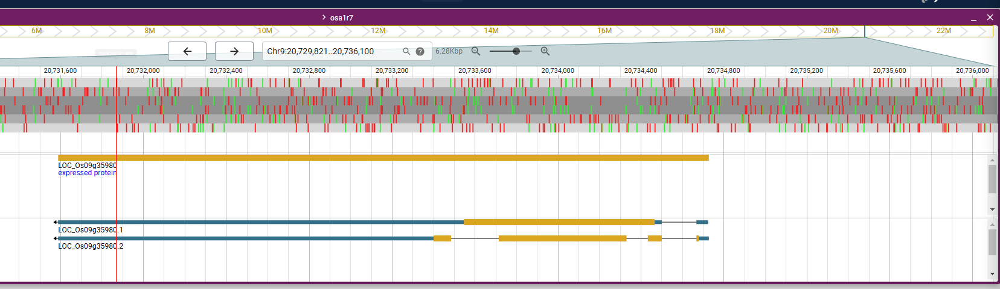 osa1r7
6M 8M 10M 12M 14M 16M 18M 20M 22M
Chr9:20,729,821..20,736,100 6.28Kbp
20,731,600 20,732,000 20,732,400 20,732,800 20,733,200 20,733,600 20,734,000 20,734,400 20,734,800 20,735,200 20,735,600 20,736,000
LOC_Os09g35980
expressed protein
LOC_Os09g35980.1
LOC_Os09g35980.2